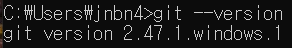 C:₩Users₩jnbn4>git --version
git version 2.47.1.windows.1